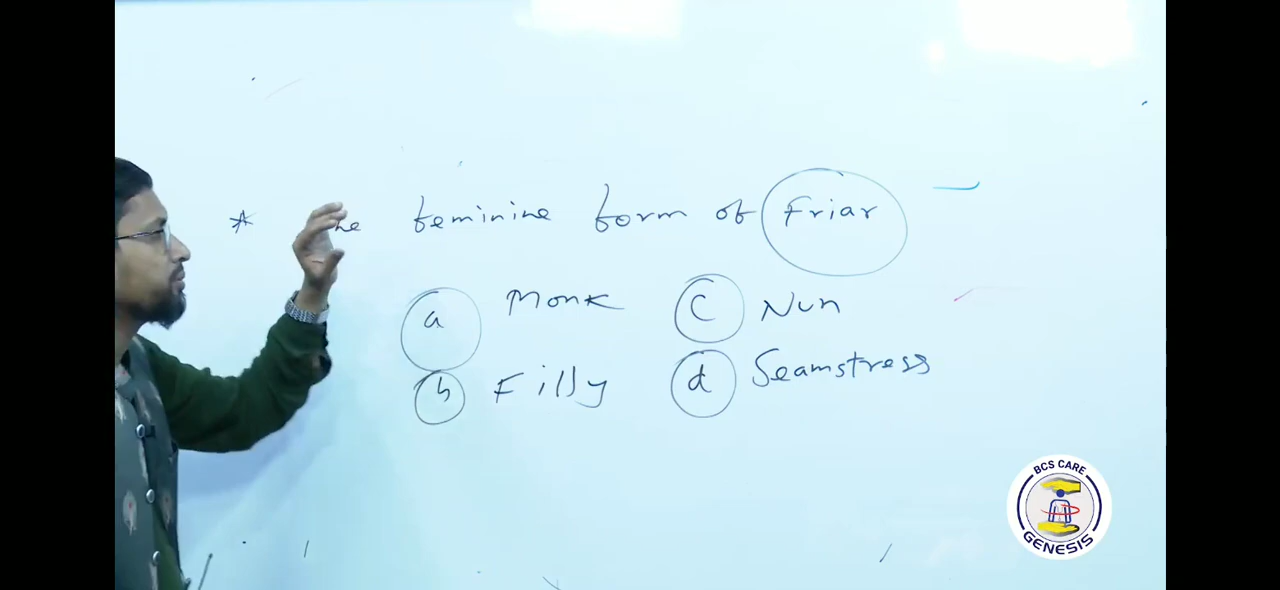 * The feminine form of Friar —
a Monk c Nun
b Filly d Seamstress
BCS CARE
GENESIS